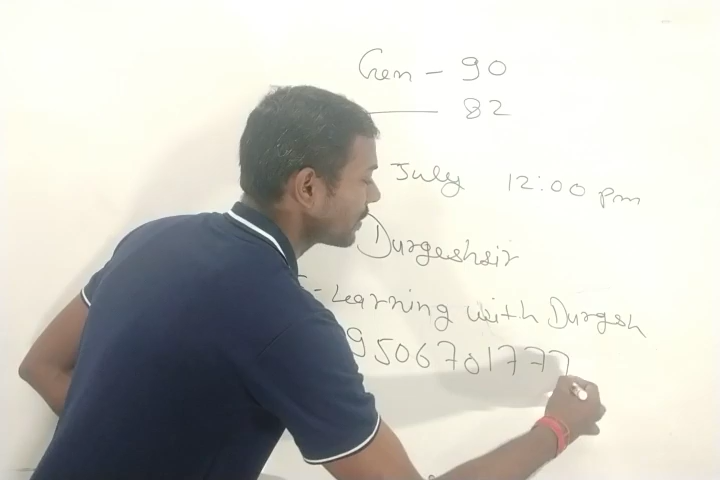 Gen - 90
82
July 12:00 pm
Durgeshsir
E-Learning with Durgesh
9506701777